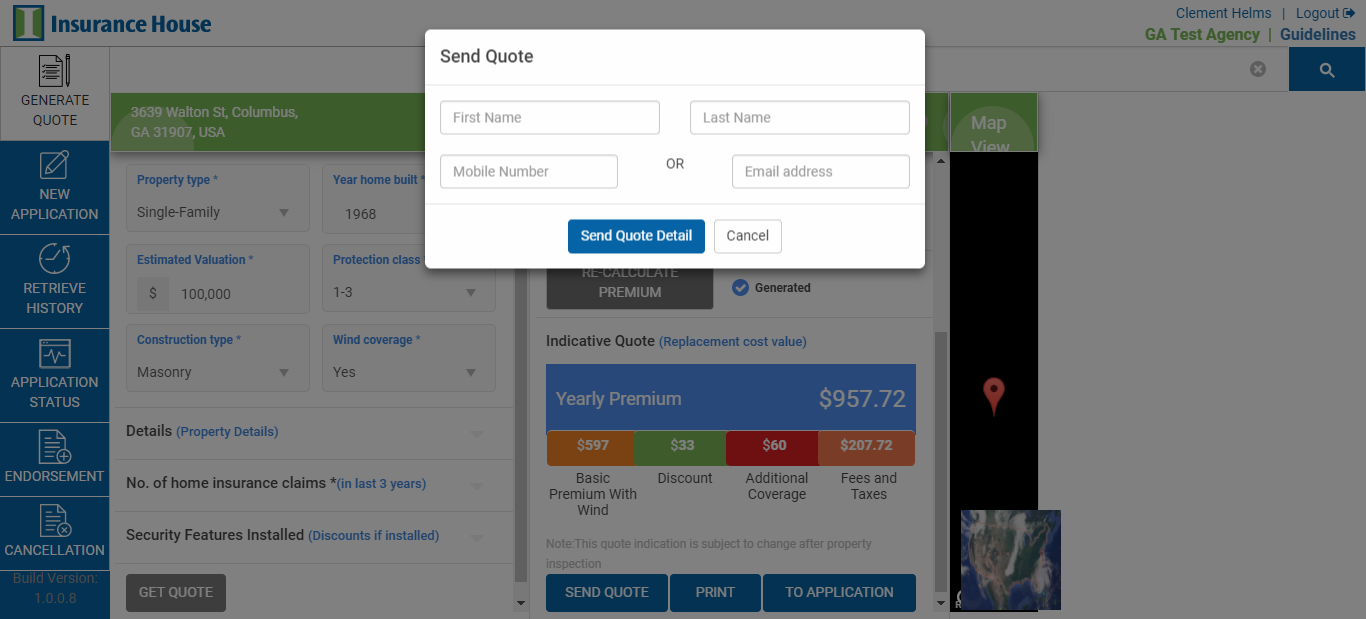 Insurance House
Clement Helms | Logout
GA Test Agency | Guidelines
GENERATE
QUOTE
NEW
APPLICATION
RETRIEVE
HISTORY
APPLICATION
STATUS
ENDORSEMENT
CANCELLATION
Build Version:
1.0.0.8
3639 Walton St, Columbus,
GA 31907, USA
Map
View
Send Quote
First Name
Last Name
Mobile Number
OR
Email address
Send Quote Detail
Cancel
Property type *
Single-Family
Year home built *
1968
Estimated Valuation *
$ 100,000
Protection class
1-3
Construction type *
Masonry
Wind coverage *
Yes
Details (Property Details)
No. of home insurance claims *(in last 3 years)
Security Features Installed (Discounts if installed)
GET QUOTE
RE-CALCULATE
PREMIUM
Generated
Indicative Quote (Replacement cost value)
Yearly Premium $957.72
$597 $33 $60 $207.72
Basic
Premium With
Wind
Discount
Additional
Coverage
Fees and
Taxes
Note:This quote indication is subject to change after property
inspection
SEND QUOTE
PRINT
TO APPLICATION